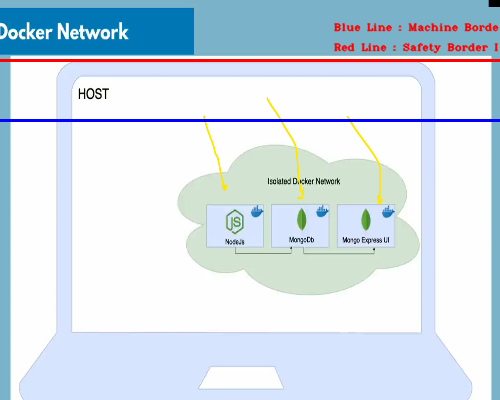 Docker Network
Blue Line : Machine Borde
Red Line : Safety Border
HOST
Isolated Docker Network
JS
NodeJs
MongoDb
Mongo Express UI